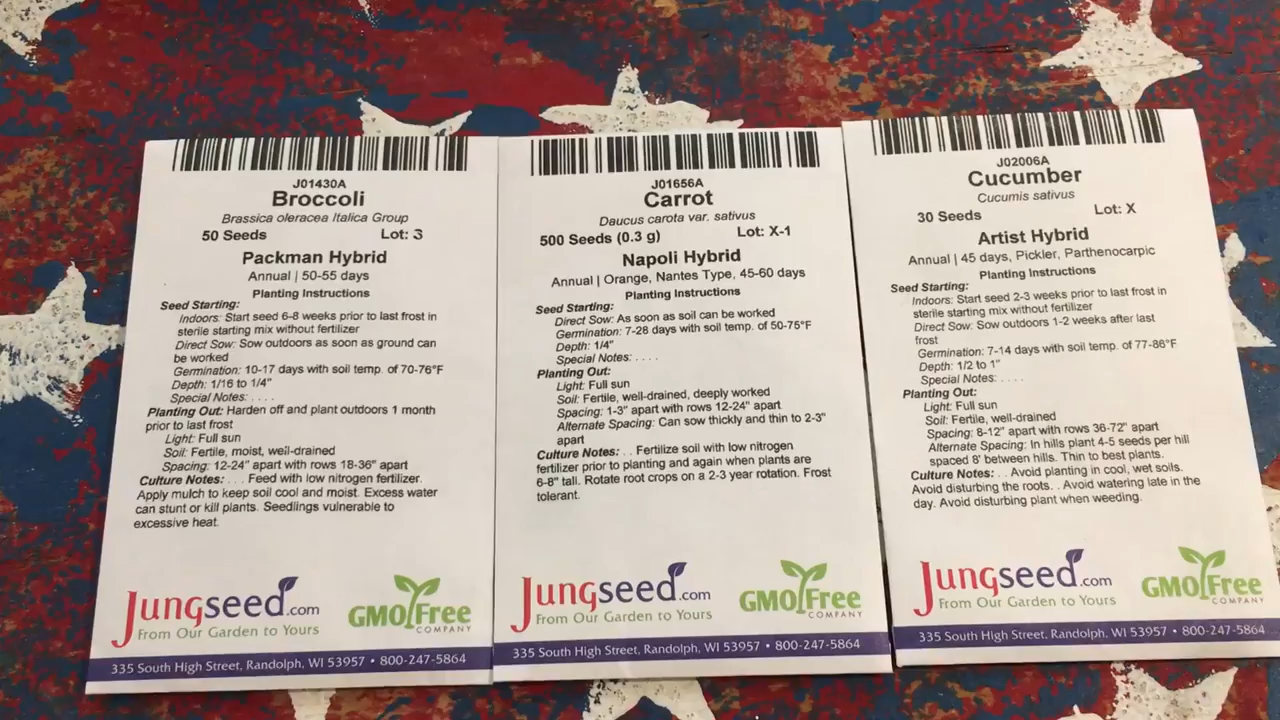 J01430A
Broccoli
Brassica oleracea Italica Group
50 Seeds Lot: 3
Packman Hybrid
Annual | 50-55 days
Planting Instructions
Seed Starting:
Indoors: Start seed 6-8 weeks prior to last frost in
sterile starting mix without fertilizer
Direct Sow: Sow outdoors as soon as ground can
be worked
Germination: 10-17 days with soil temp. of 70-76°F
Depth: 1/16 to 1/4"
Special Notes: . . . .
Planting Out: Harden off and plant outdoors 1 month
prior to last frost
Light: Full sun
Soil: Fertile, moist, well-drained
Spacing: 12-24" apart with rows 18-36" apart
Culture Notes: . . . Feed with low nitrogen fertilizer.
Apply mulch to keep soil cool and moist. Excess water
can stunt or kill plants. Seedlings vulnerable to
excessive heat.
Jungseed.com
From Our Garden to Yours
GMO Free
COMPANY
335 South High Street, Randolph, WI 53957 • 800-247-5864
J01656A
Carrot
Daucus carota var. sativus
500 Seeds (0.3 g) Lot: X-1
Napoli Hybrid
Annual | Orange, Nantes Type, 45-60 days
Planting Instructions
Seed Starting:
Direct Sow: As soon as soil can be worked
Germination: 7-28 days with soil temp. of 50-75°F
Depth: 1/4"
Special Notes: . . . .
Planting Out:
Light: Full sun
Soil: Fertile, well-drained, deeply worked
Spacing: 1-3" apart with rows 12-24" apart
Alternate Spacing: Can sow thickly and thin to 2-3"
apart
Culture Notes: . . Fertilize soil with low nitrogen
fertilizer prior to planting and again when plants are
6-8" tall. Rotate root crops on a 2-3 year rotation. Frost
tolerant.
Jungseed.com
From Our Garden to Yours
GMO Free
COMPANY
335 South High Street, Randolph, WI 53957 • 800-247-5864
J02006A
Cucumber
Cucumis sativus
30 Seeds Lot: X
Artist Hybrid
Annual | 45 days, Pickler, Parthenocarpic
Planting Instructions
Seed Starting:
Indoors: Start seed 2-3 weeks prior to last frost in
sterile starting mix without fertilizer
Direct Sow: Sow outdoors 1-2 weeks after last
frost
Germination: 7-14 days with soil temp. of 77-86°F
Depth: 1/2 to 1"
Special Notes: . . . .
Planting Out:
Light: Full sun
Soil: Fertile, well-drained
Spacing: 8-12" apart with rows 36-72" apart
Alternate Spacing: In hills plant 4-5 seeds per hill
spaced 8' between hills. Thin to best plants.
Culture Notes: . . Avoid planting in cool, wet soils.
Avoid disturbing the roots. . Avoid watering late in the
day. Avoid disturbing plant when weeding.
Jungseed.com
From Our Garden to Yours
GMO Free
COMPANY
335 South High Street, Randolph, WI 53957 • 800-247-5864